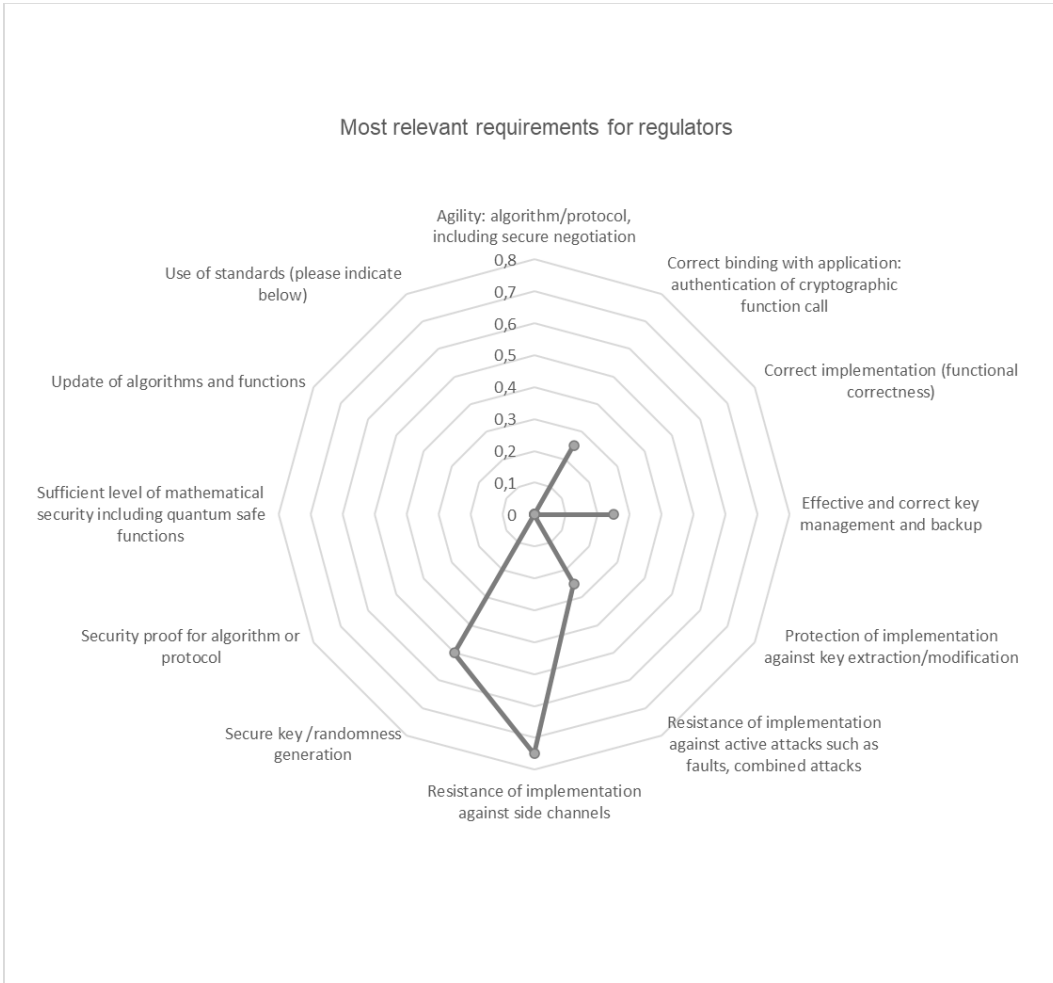 Most relevant requirements for regulators
Agility: algorithm/protocol,
including secure negotiation
Correct binding with application:
authentication of cryptographic
function call
Correct implementation (functional
correctness)
Effective and correct key
management and backup
Protection of implementation
against key extraction/modification
Resistance of implementation
against active attacks such as
faults, combined attacks
Resistance of implementation
against side channels
Secure key /randomness
generation
Security proof for algorithm or
protocol
Sufficient level of mathematical
security including quantum safe
functions
Update of algorithms and functions
Use of standards (please indicate
below)
0,8
0,7
0,6
0,5
0,4
0,3
0,2
0,1
0